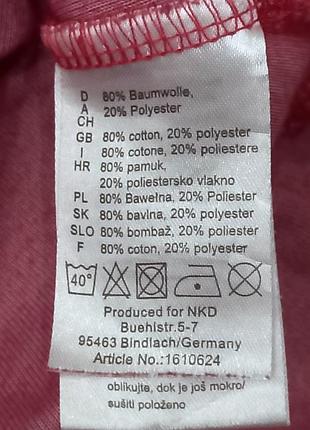 D 80% Baumwolle,
A 20% Polyester
CH
GB 80% cotton, 20% polyester
I 80% cotone, 20% poliestere
HR 80% pamuk,
20% poliestersko vlakno
PL 80% Bawełna, 20% Polyester
SK 80% bavlna, 20% polyester
SLO 80% bombaž, 20% poliester
F 80% coton, 20% polyester
40°
Produced for NKD
Buehlstr.5-7
95463 Bindlach/Germany
Article No.:1610624
oblikujte, dok je još mokro/
sušiti položeno